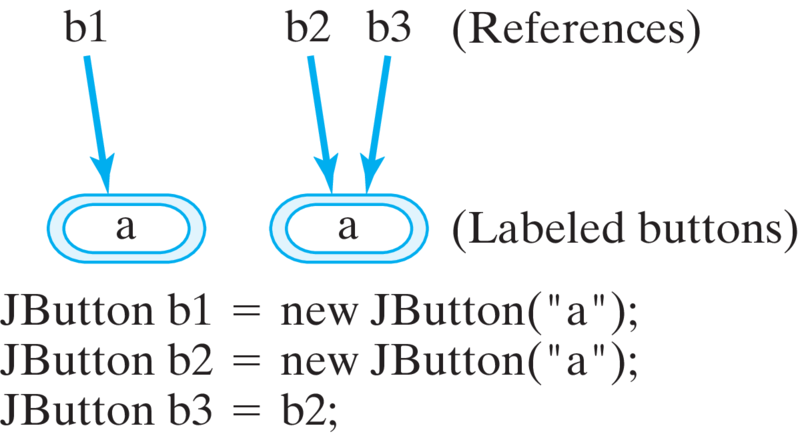 b1 b2 b3 (References)
a a (Labeled buttons)
JButton b1 = new JButton("a");
JButton b2 = new JButton("a");
JButton b3 = b2;